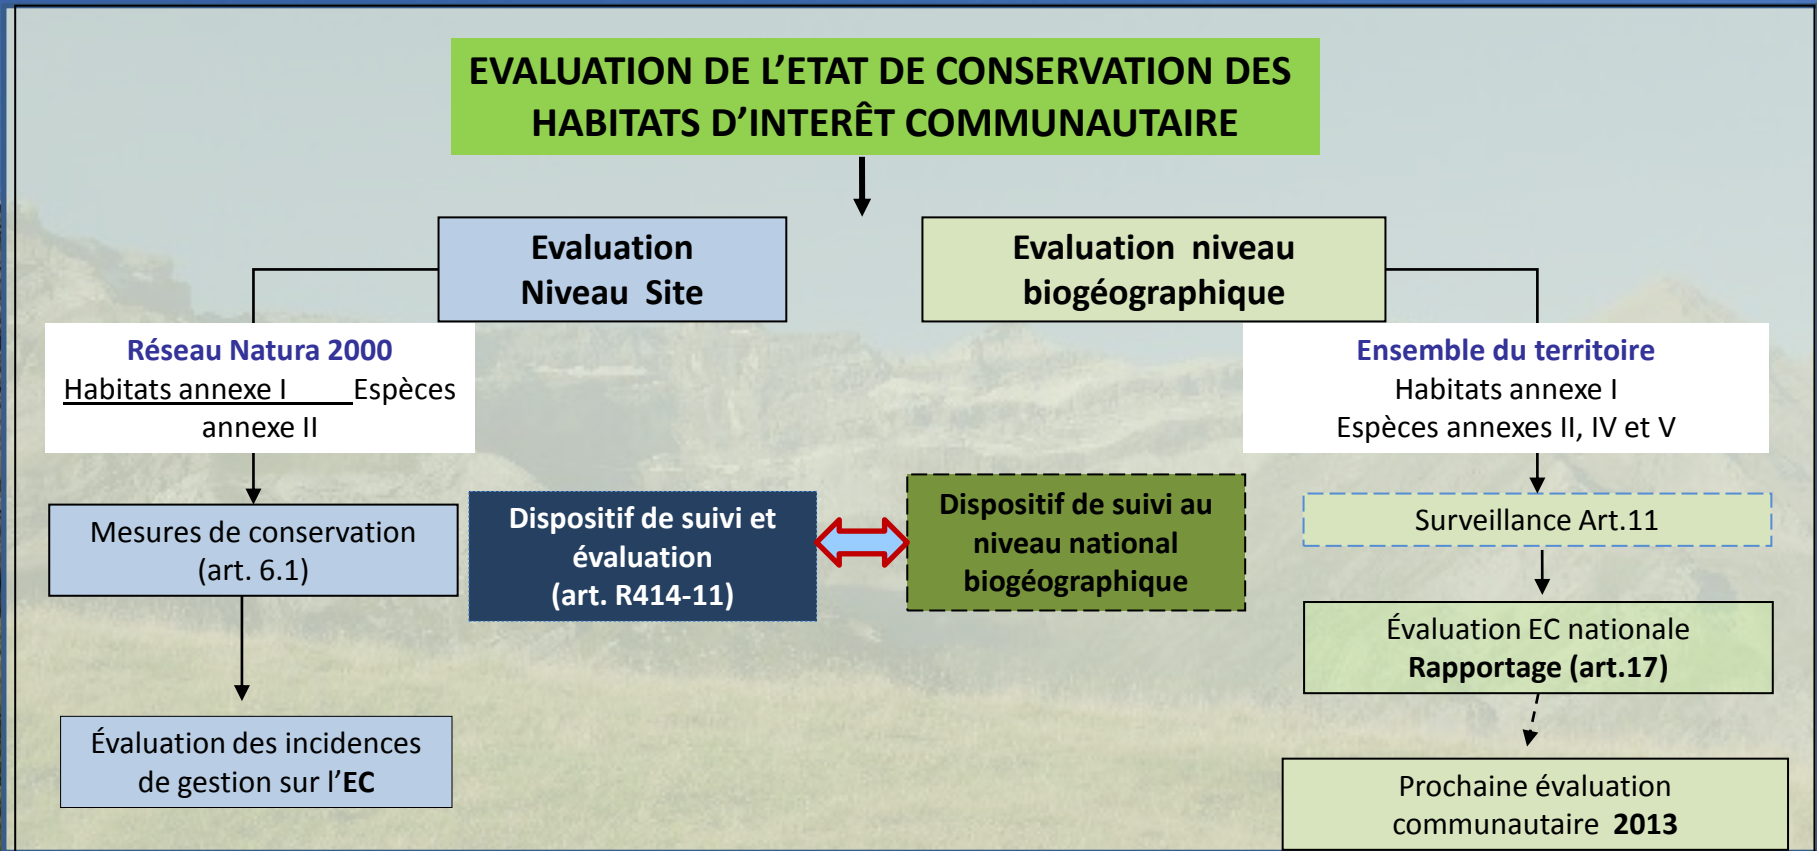 EVALUATION DE L'ETAT DE CONSERVATION DES
HABITATS D'INTERÊT COMMUNAUTAIRE
Evaluation
Niveau Site
Evaluation niveau
biogéographique
Réseau Natura 2000
Habitats annexe I Espèces
annexe II
Ensemble du territoire
Habitats annexe I
Espèces annexes II, IV et V
Mesures de conservation
(art. 6.1)
Dispositif de suivi et
évaluation
(art. R414-11)
Dispositif de suivi au
niveau national
biogéographique
Surveillance Art.11
Évaluation EC nationale
Rapportage (art.17)
Évaluation des incidences
de gestion sur l'EC
Prochaine évaluation
communautaire 2013